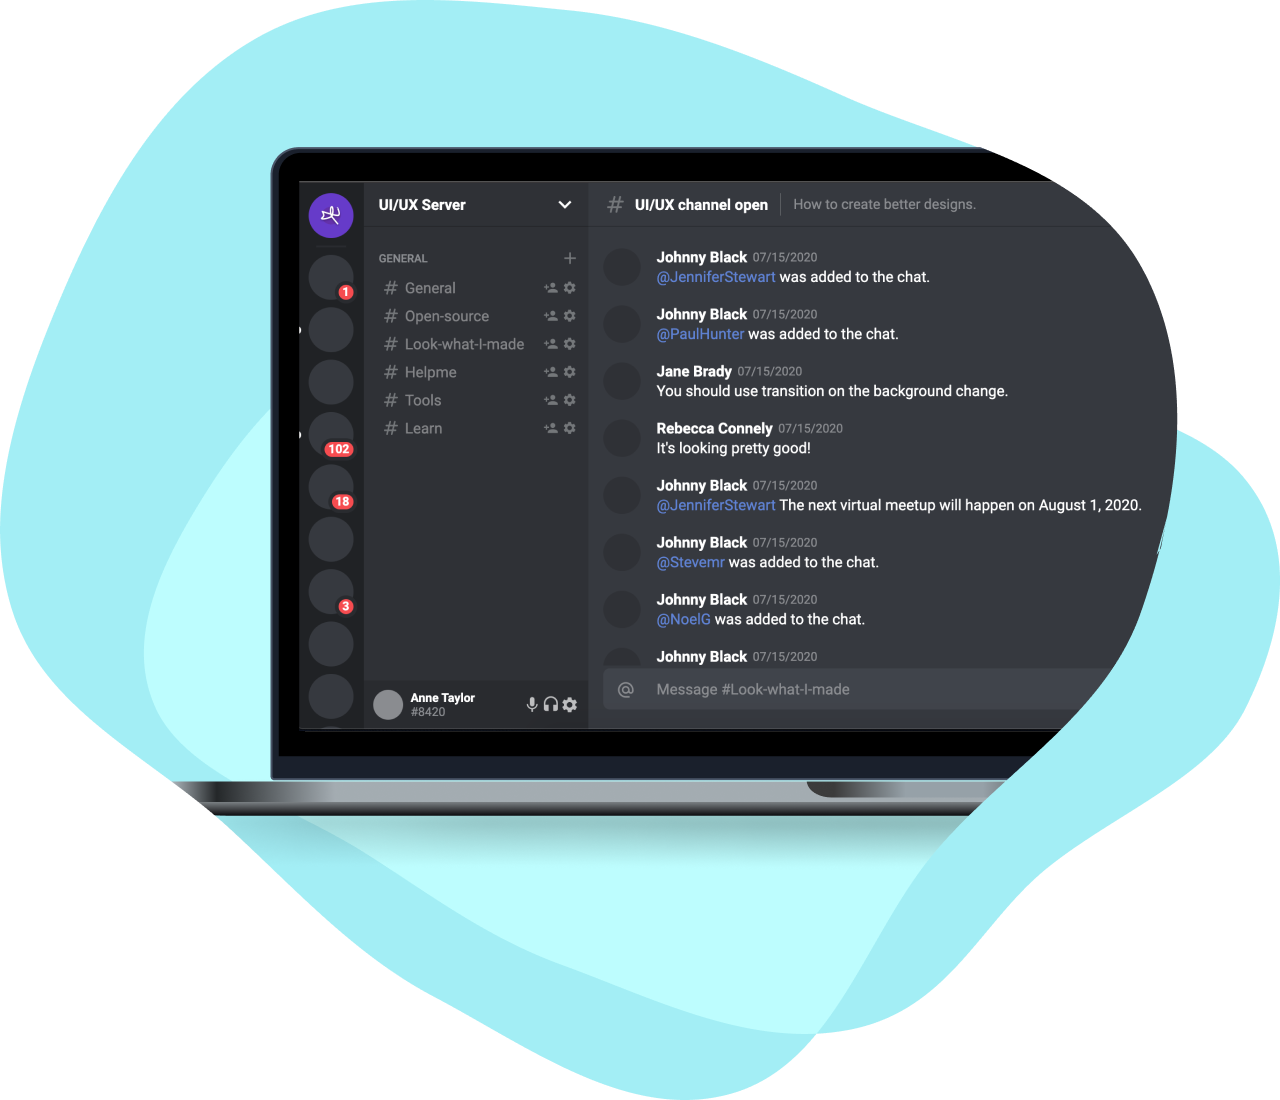 UI/UX Server
# UI/UX channel open
How to create better designs.
1
102
18
3
GENERAL
# General
# Open-source
# Look-what-I-made
# Helpme
# Tools
# Learn
Anne Taylor
#8420
Johnny Black 07/15/2020
@JenniferStewart was added to the chat.
Johnny Black 07/15/2020
@PaulHunter was added to the chat.
Jane Brady 07/15/2020
You should use transition on the background change.
Rebecca Connely 07/15/2020
It's looking pretty good!
Johnny Black 07/15/2020
@JenniferStewart The next virtual meetup will happen on August 1, 2020.
Johnny Black 07/15/2020
@Stevemr was added to the chat.
Johnny Black 07/15/2020
@NoelG was added to the chat.
Johnny Black 07/15/2020
@ Message #Look-what-I-made